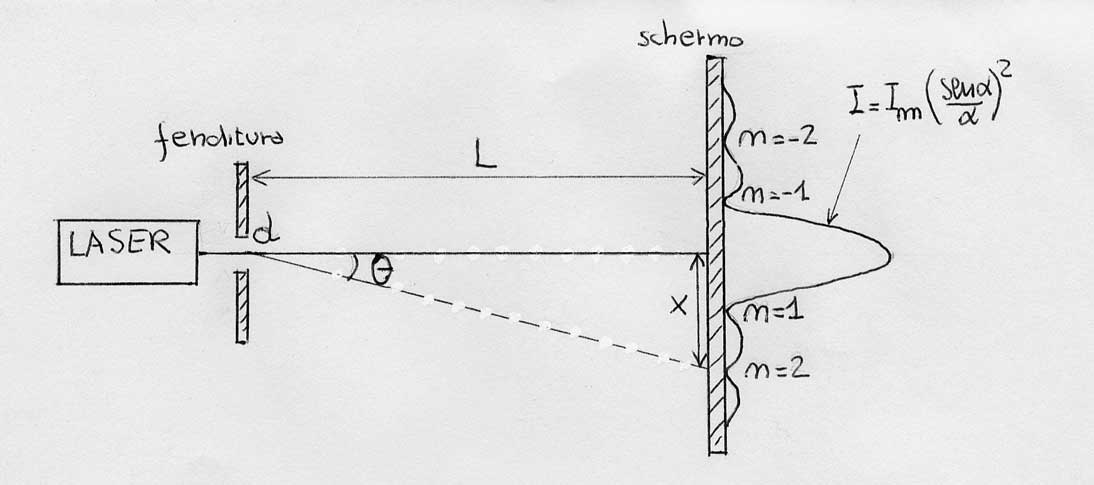 schermo
I=Im(senα/α)²
fenditura
L
n=-2
n=-1
LASER
d
θ
x
n=1
n=2